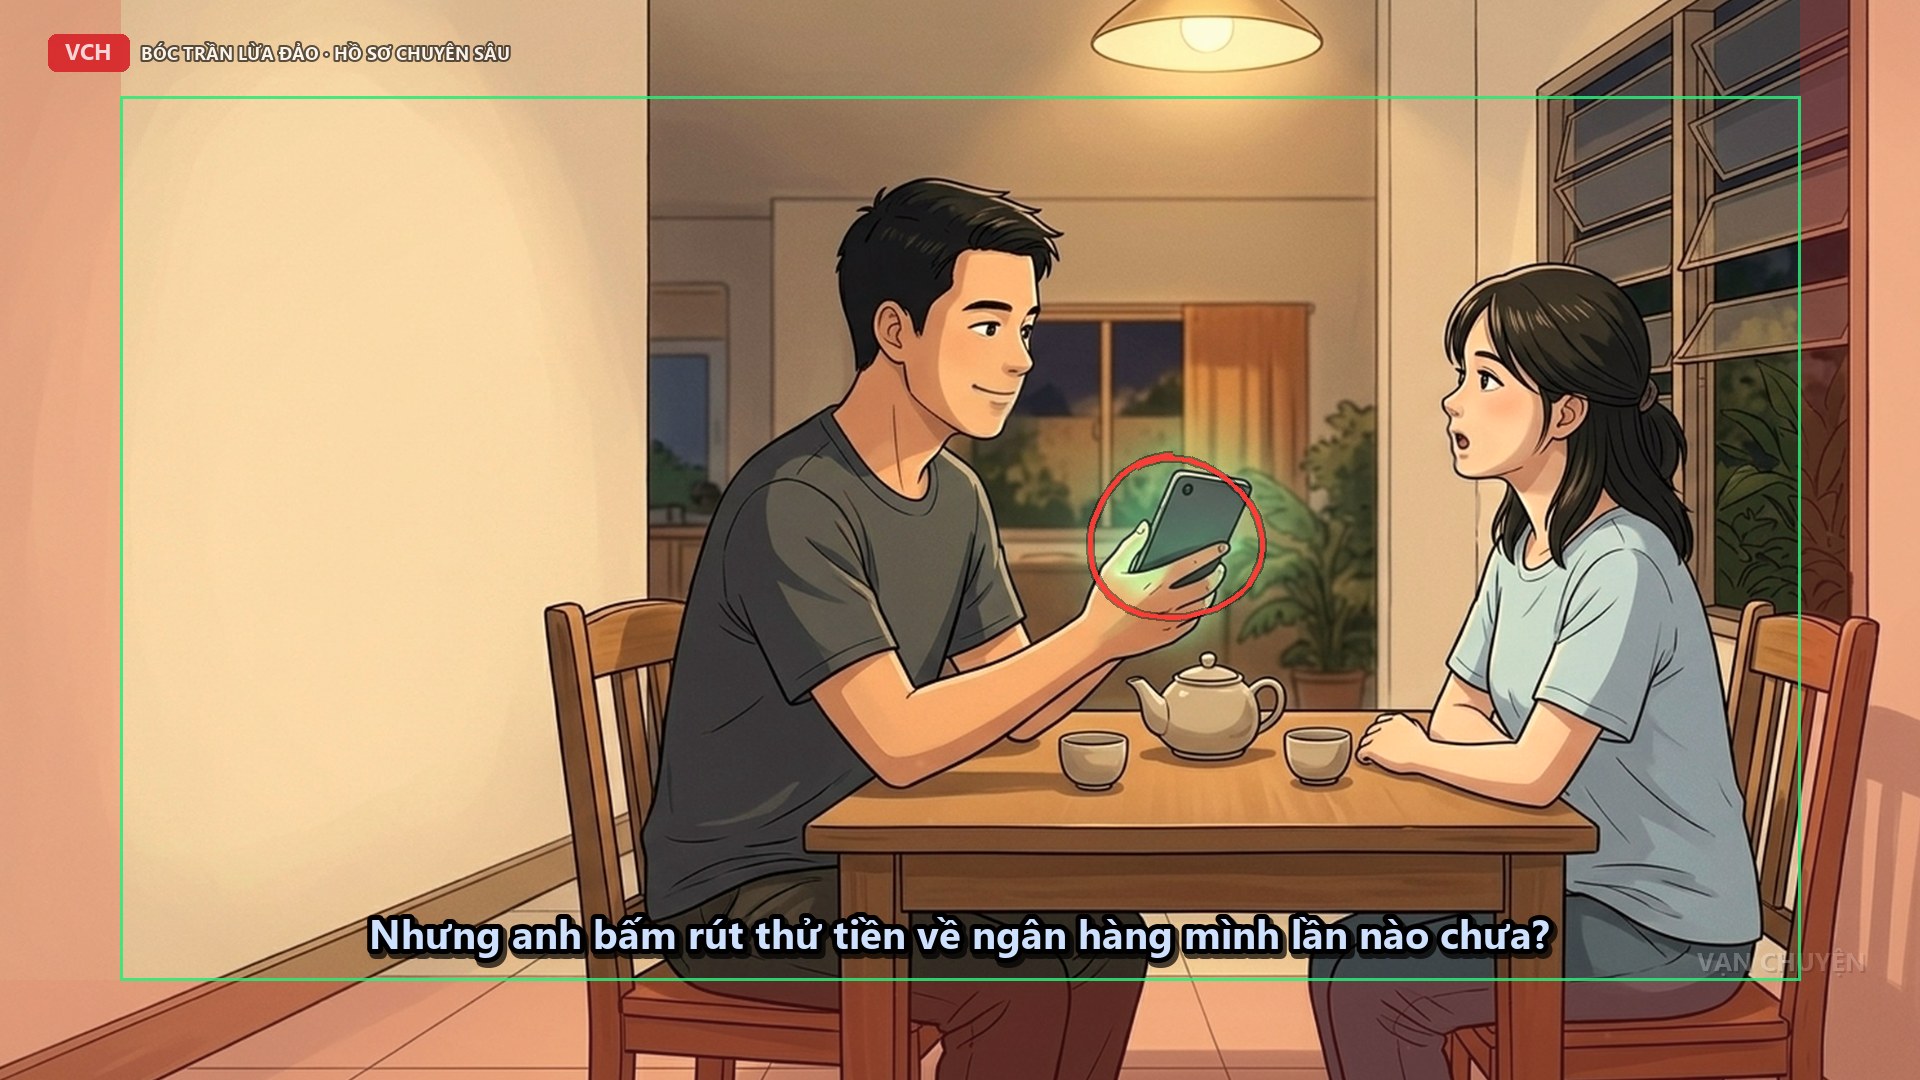 VCH BÓC TRẦN LỪA ĐẢO · HỒ SƠ CHUYÊN SÂU
Nhưng anh bấm rút thử tiền về ngân hàng mình lần nào chưa?
VẠN CHUYỆN